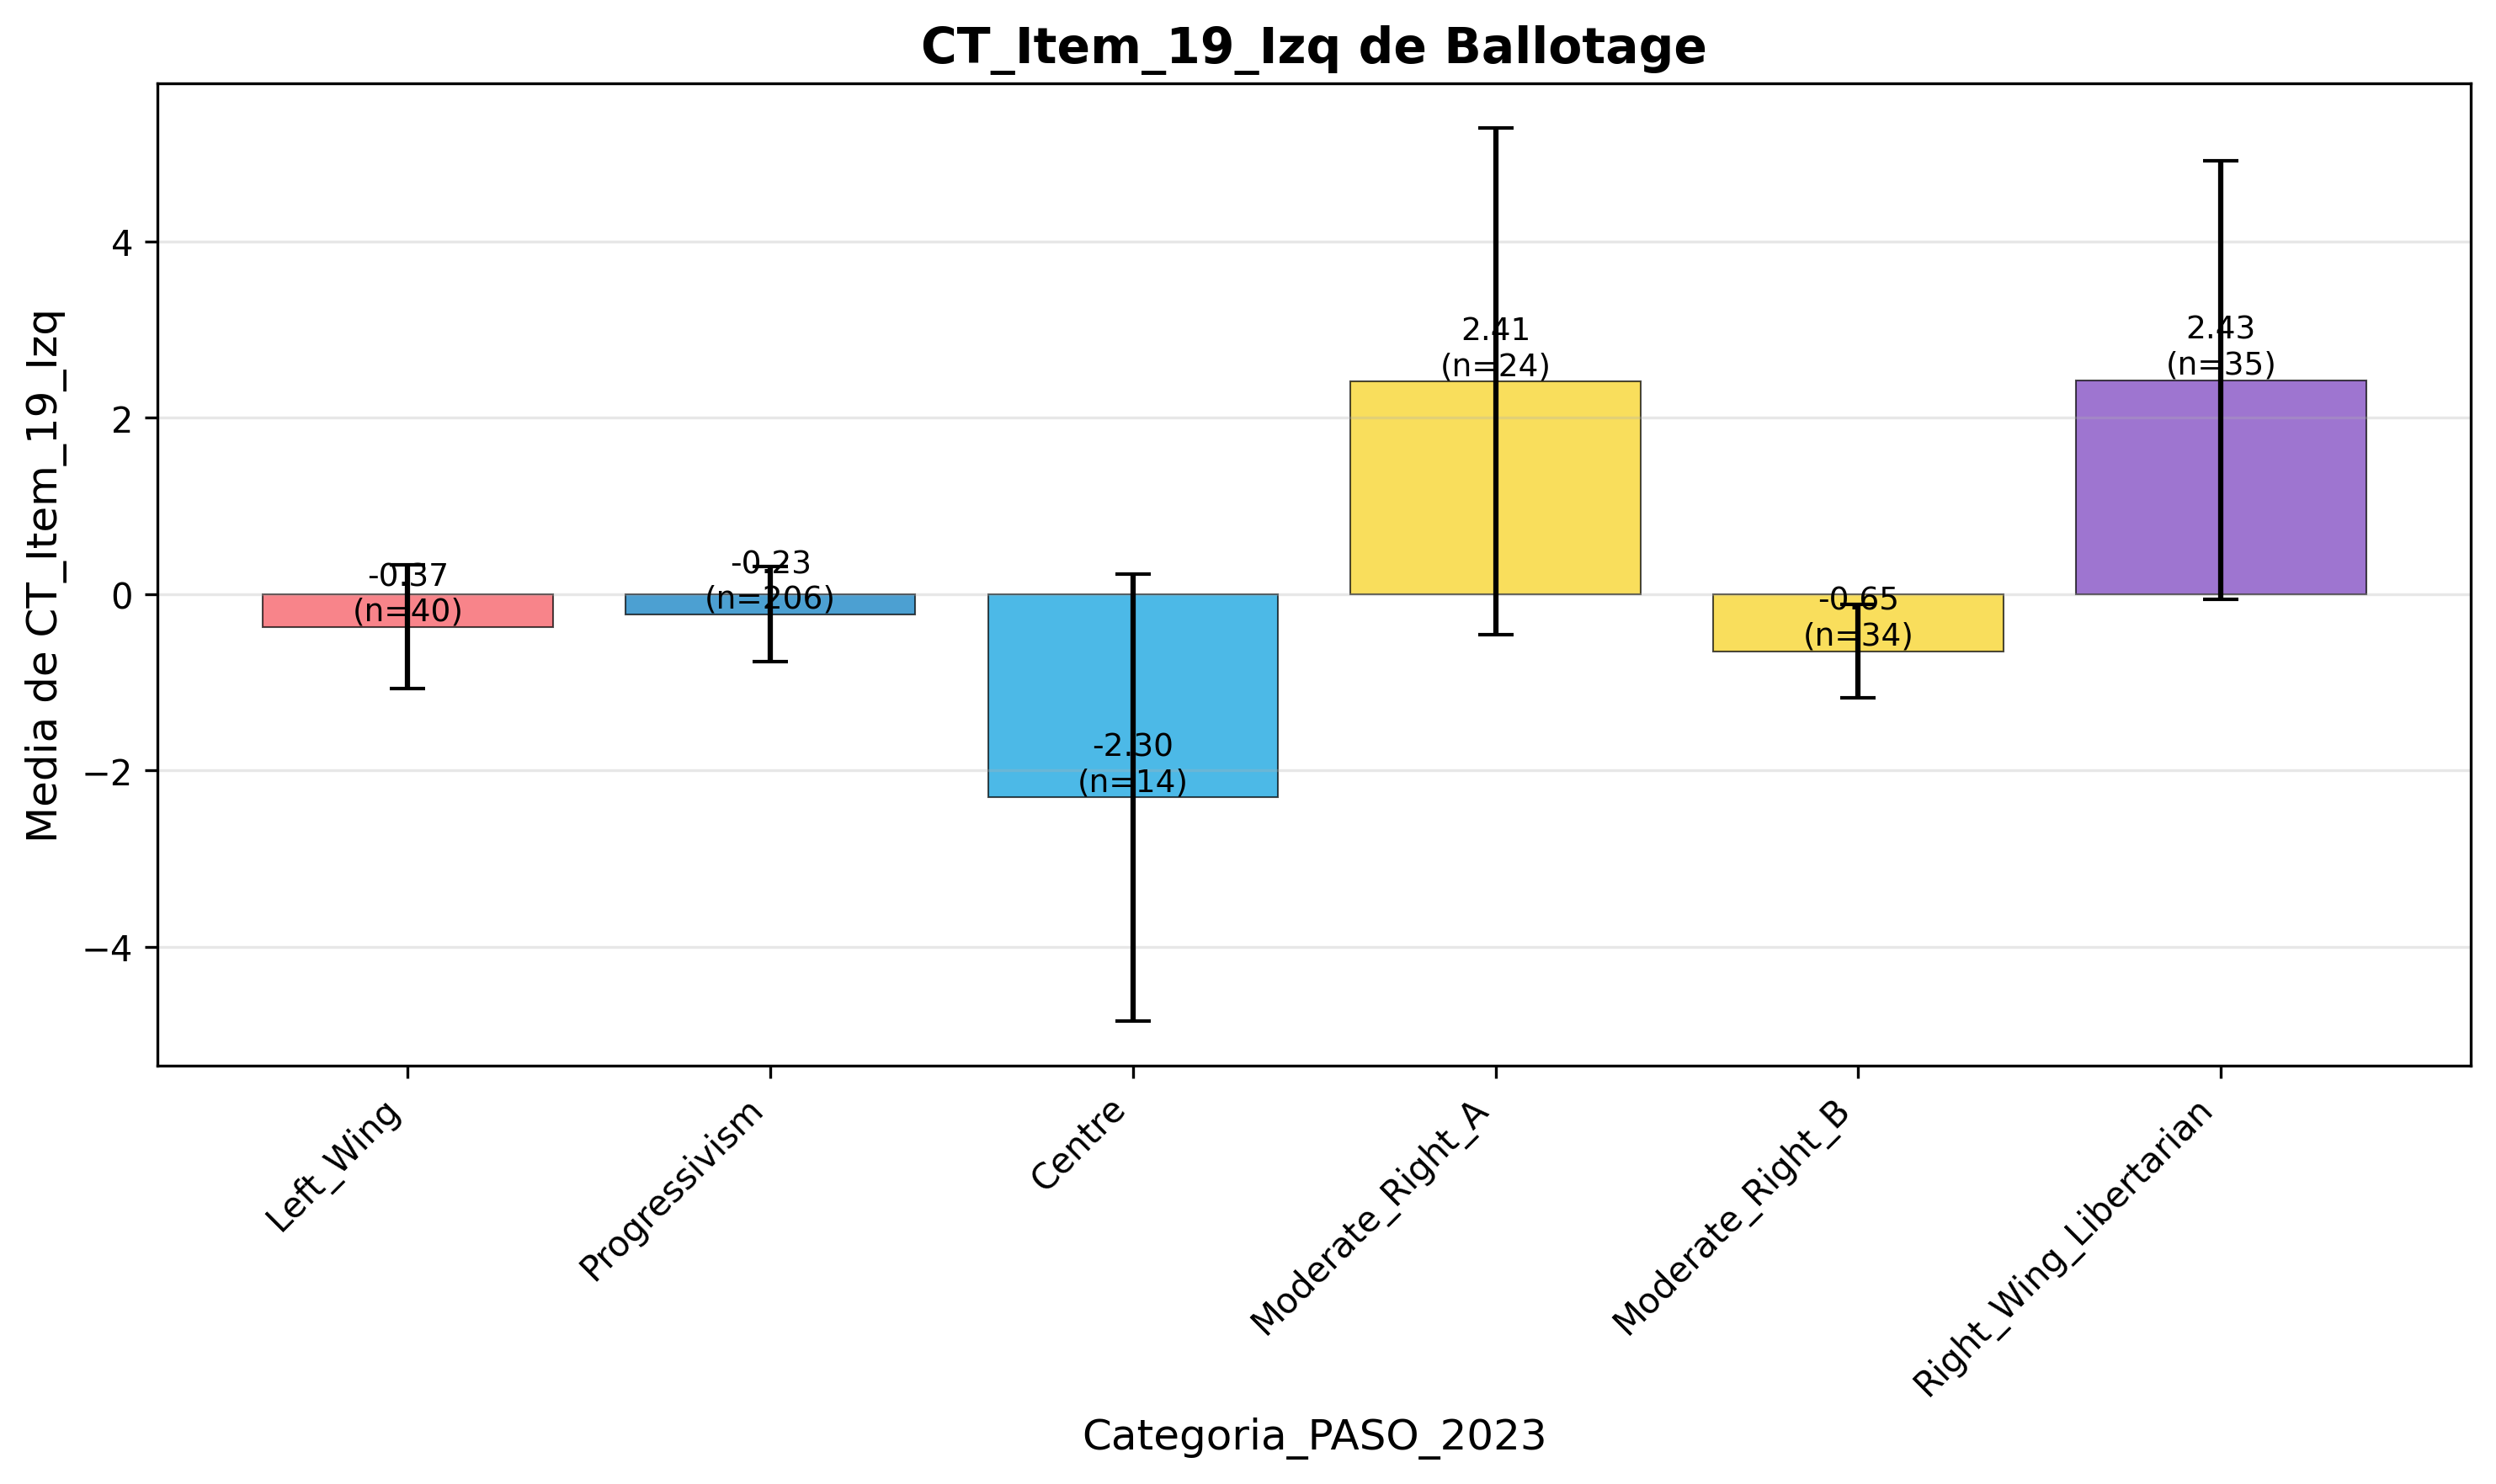 CT_Item_19_Izq de Ballotage
Media de CT_Item_19_Izq
4
2
0
−2
−4
-0.37
(n=40)
-0.23
(n=206)
-2.30
(n=14)
2.41
(n=24)
-0.65
(n=34)
2.43
(n=35)
Left_Wing
Progressivism
Centre
Moderate_Right_A
Moderate_Right_B
Right_Wing_Libertarian
Categoria_PASO_2023